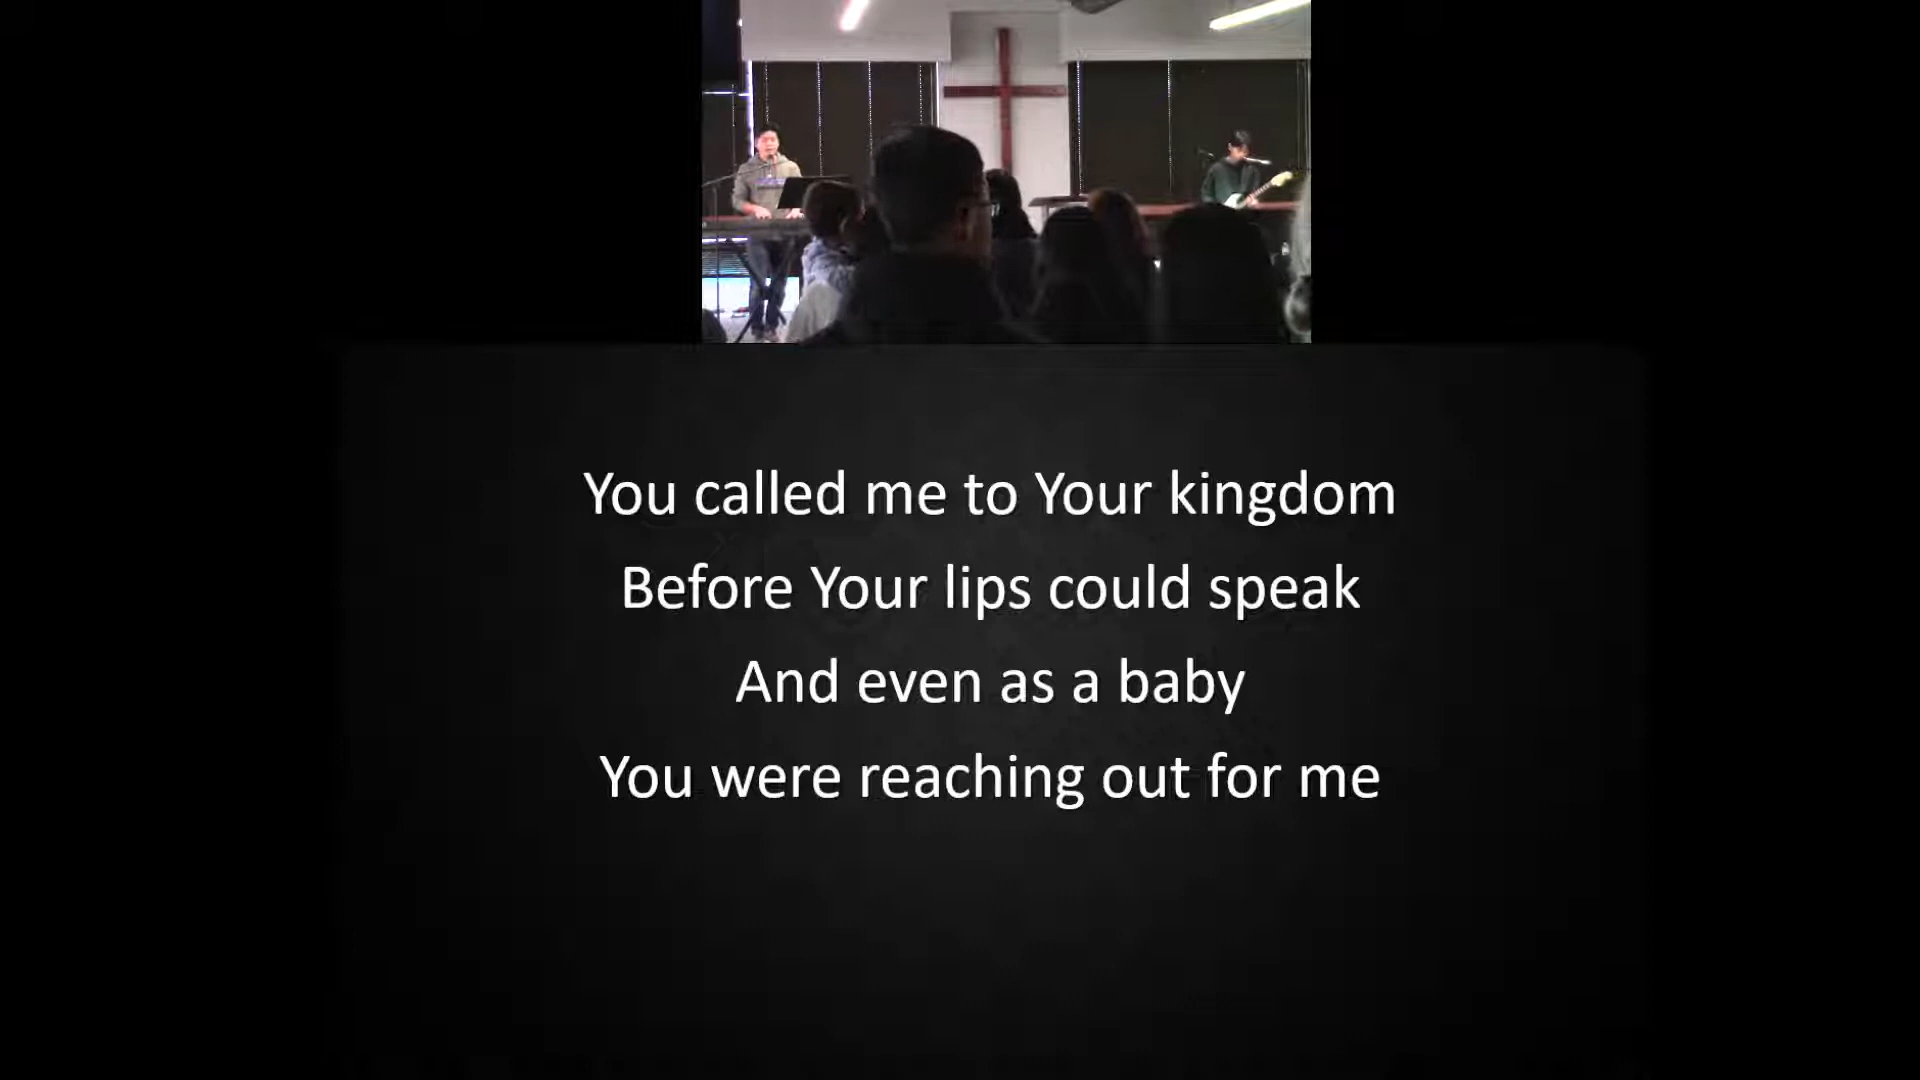 You called me to Your kingdom
Before Your lips could speak
And even as a baby
You were reaching out for me